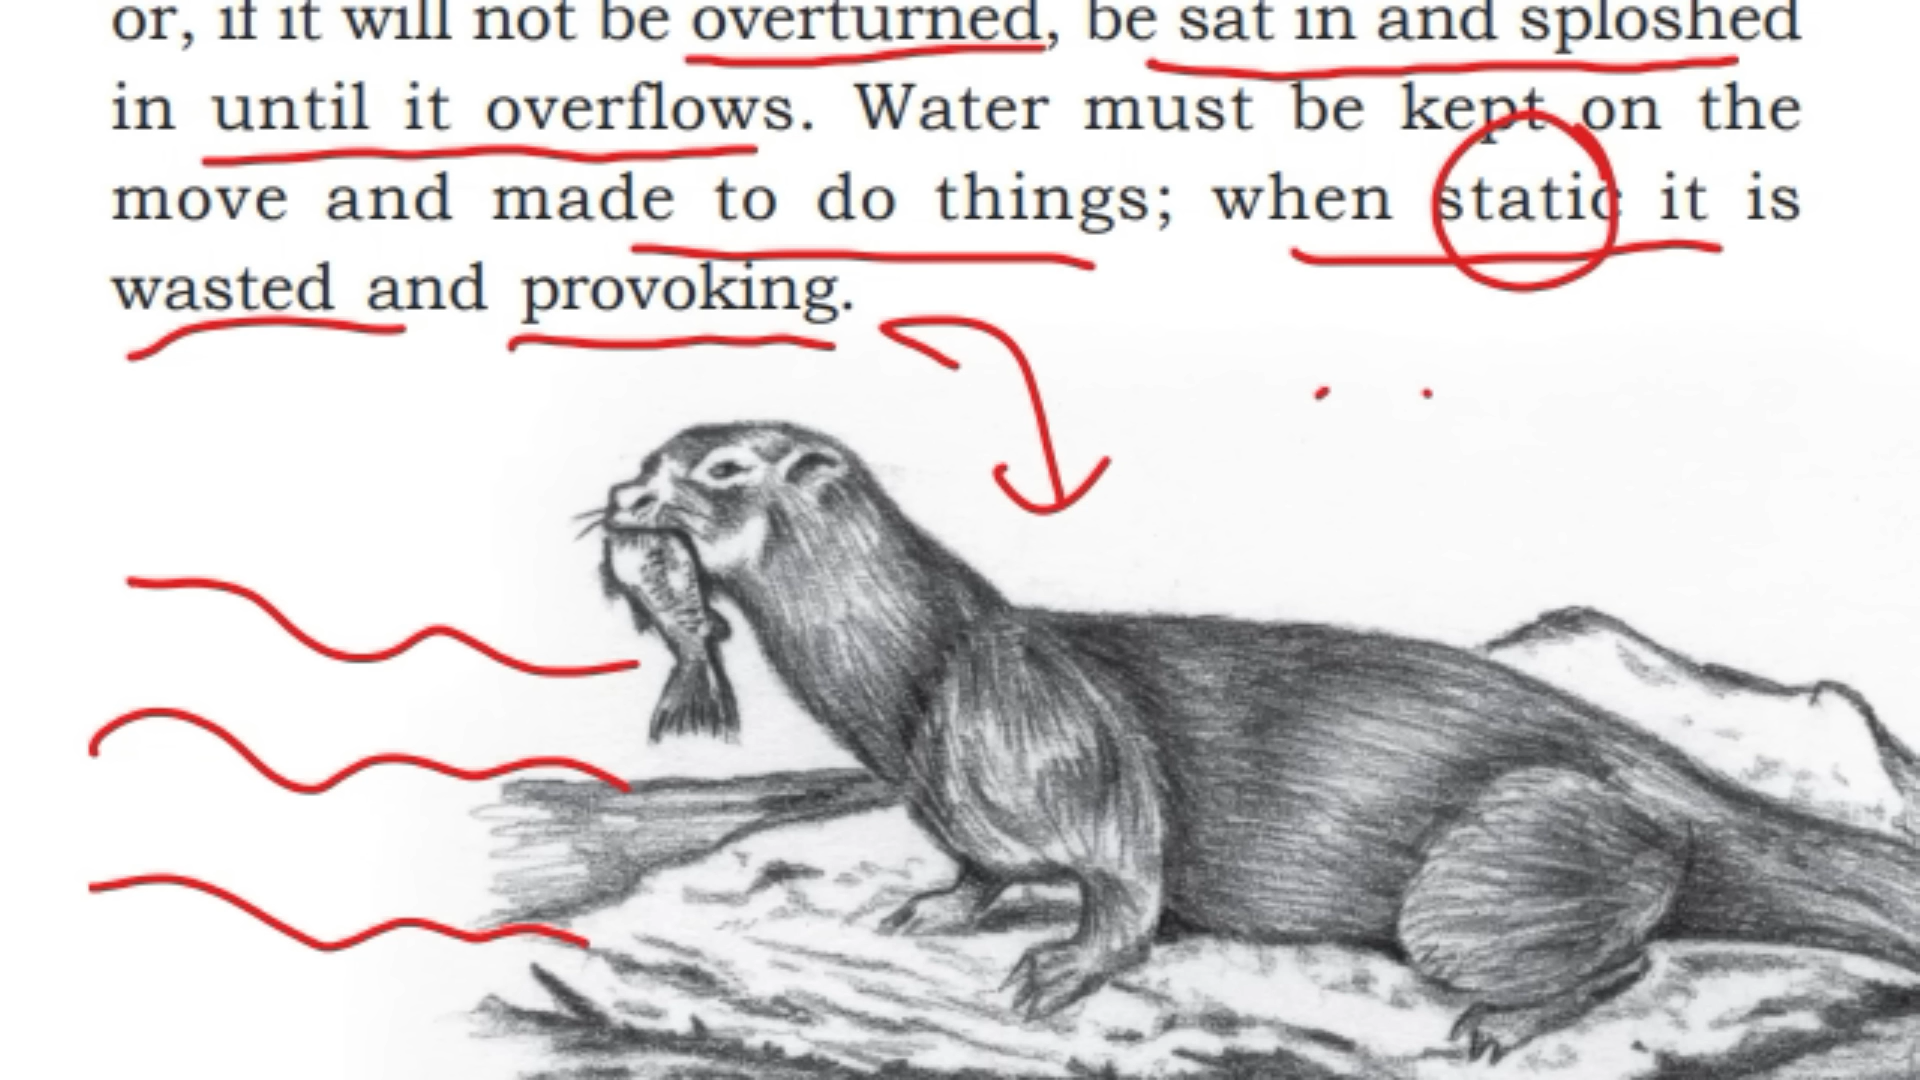 or, if it will not be overturned, be sat in and sploshed
in until it overflows. Water must be kept on the
move and made to do things; when static it is
wasted and provoking.